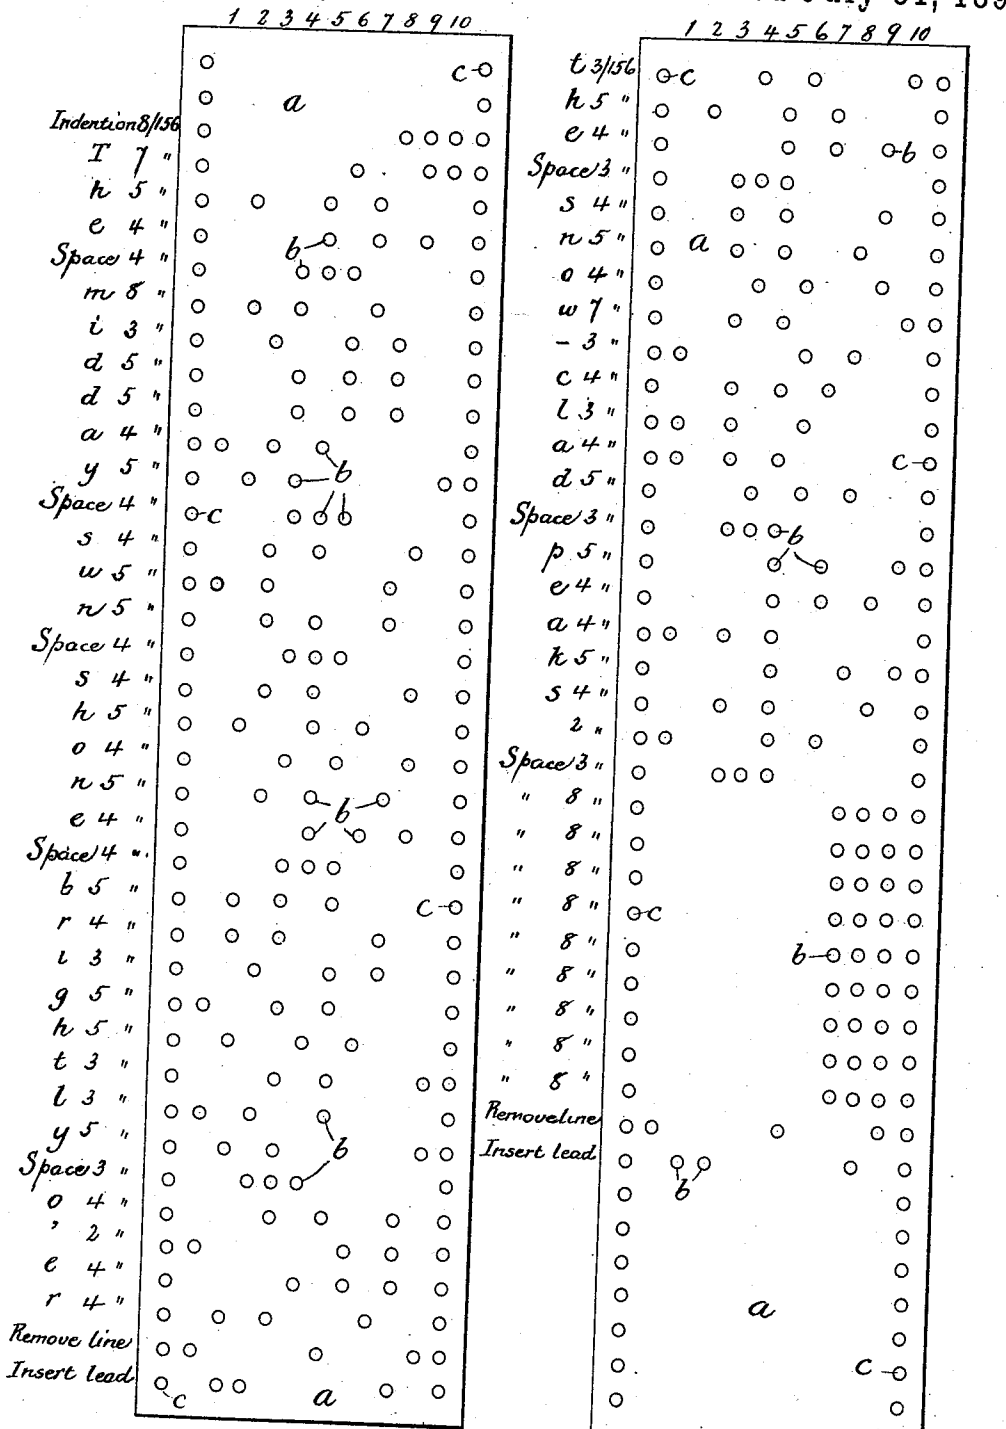 July 31, 189
1 2 3 4 5 6 7 8 9 10
c
a
Indention 8/156
T 7 "
h 5 "
e 4 "
b
Space 4 "
m 8 "
i 3 "
d 5 "
d 5 "
a 4 "
b
y 5 "
Space 4 "
c
s 4 "
u 5 "
n 5 "
Space 4 "
s 4 "
h 5 "
o 4 "
n 5 "
b
e 4 "
Space 4 "
b 5 "
c
r 4 "
i 3 "
g 5 "
h 5 "
t 3 "
l 3 "
y 5 "
b
Space 3 "
o 4 "
' 2 "
e 4 "
r 4 "
Remove line
Insert lead
c a
1 2 3 4 5 6 7 8 9 10
t 3/156 c
h 5 "
e 4 "
b
Space 3 "
s 4 "
n 5 "
a
o 4 "
w 7 "
- 3 "
c 4 "
l 3 "
a 4 "
c
d 5 "
Space 3 "
b
p 5 "
e 4 "
a 4 "
k 5 "
s 4 "
2 "
Space 3 "
" 8 "
" 8 "
" 8 "
" 8 "
c
" 8 "
b
" 8 "
" 8 "
" 8 "
" 8 "
Remove line
Insert lead
b
a
c